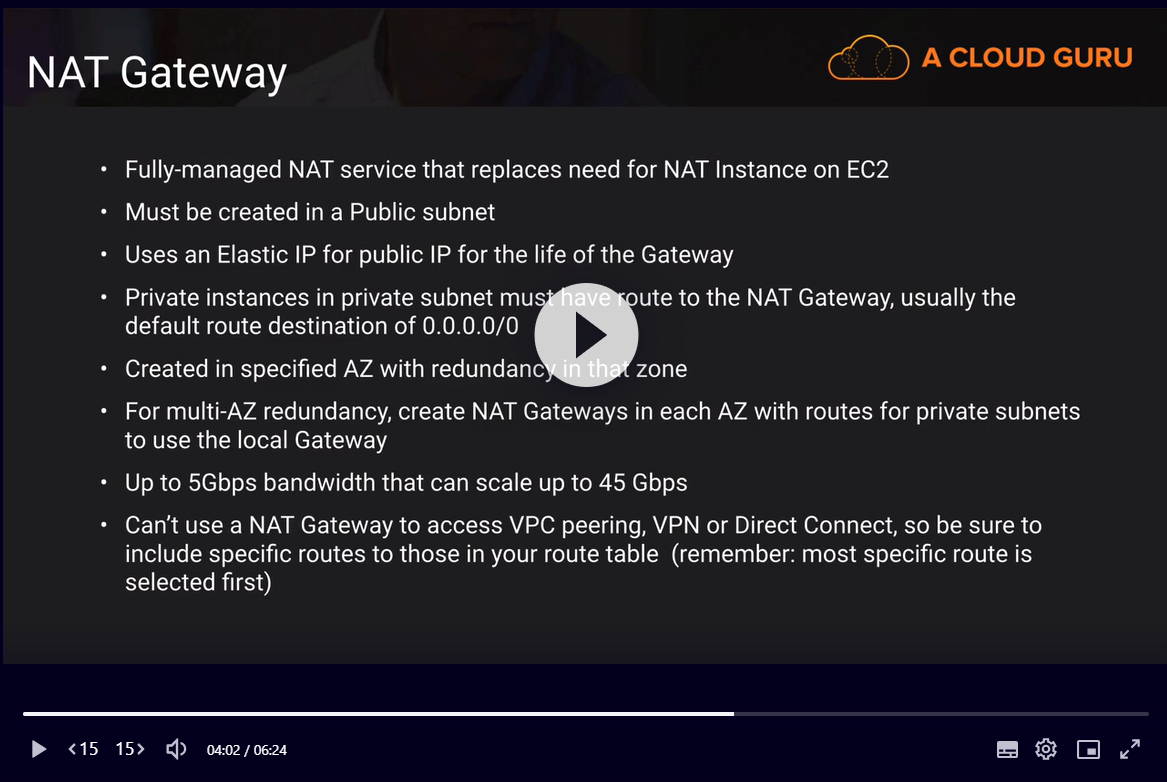 NAT Gateway
A CLOUD GURU
• Fully-managed NAT service that replaces need for NAT Instance on EC2
• Must be created in a Public subnet
• Uses an Elastic IP for public IP for the life of the Gateway
• Private instances in private subnet must have route to the NAT Gateway, usually the
default route destination of 0.0.0.0/0
• Created in specified AZ with redundancy in that zone
• For multi-AZ redundancy, create NAT Gateways in each AZ with routes for private subnets
to use the local Gateway
• Up to 5Gbps bandwidth that can scale up to 45 Gbps
• Can’t use a NAT Gateway to access VPC peering, VPN or Direct Connect, so be sure to
include specific routes to those in your route table  (remember: most specific route is
selected first)
<15 15> 04:02 / 06:24